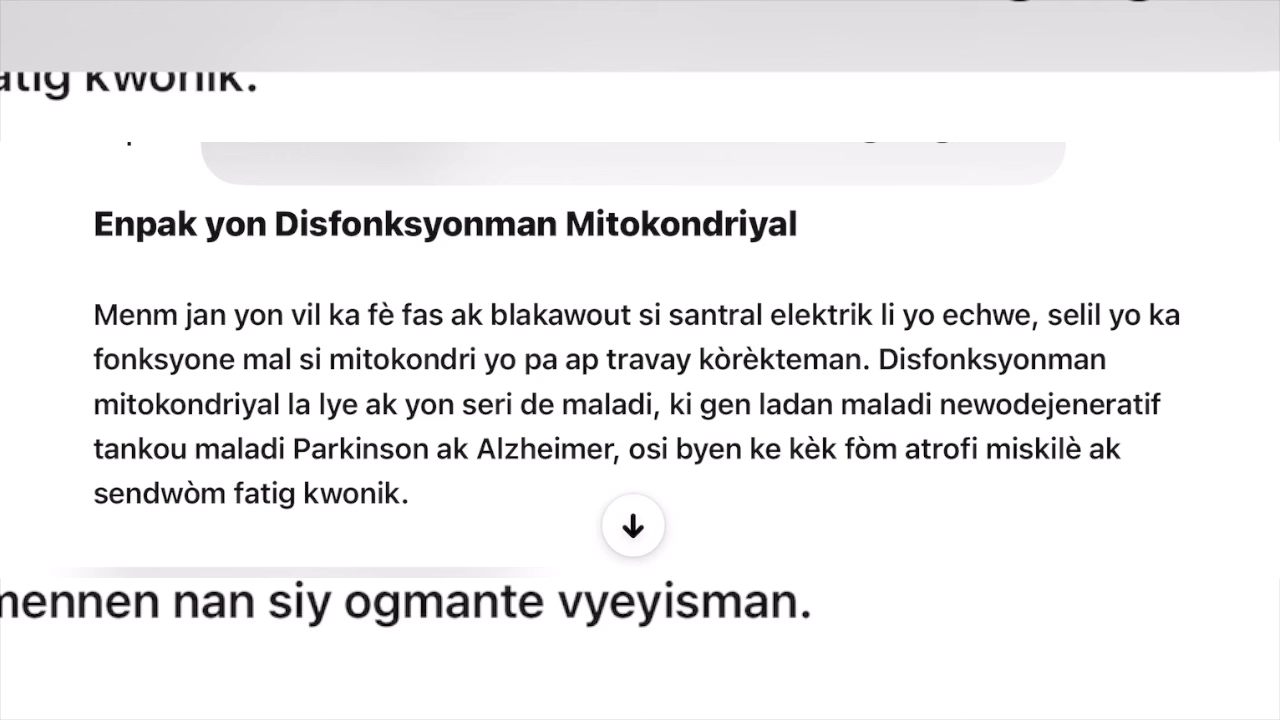 kwonik.
Enpak yon Disfonksyonman Mitokondriyal
Menm jan yon vil ka fè fas ak blakawout si santral elektrik li yo echwe, selil yo ka
fonksyone mal si mitokondri yo pa ap travay kòrèkteman. Disfonksyonman
mitokondriyal la lye ak yon seri de maladi, ki gen ladan maladi newodejeneratif
tankou maladi Parkinson ak Alzheimer, osi byen ke kèk fòm atrofi miskilè ak
sendwòm fatig kwonik.
mennen nan siy ogmante vyeyisman.